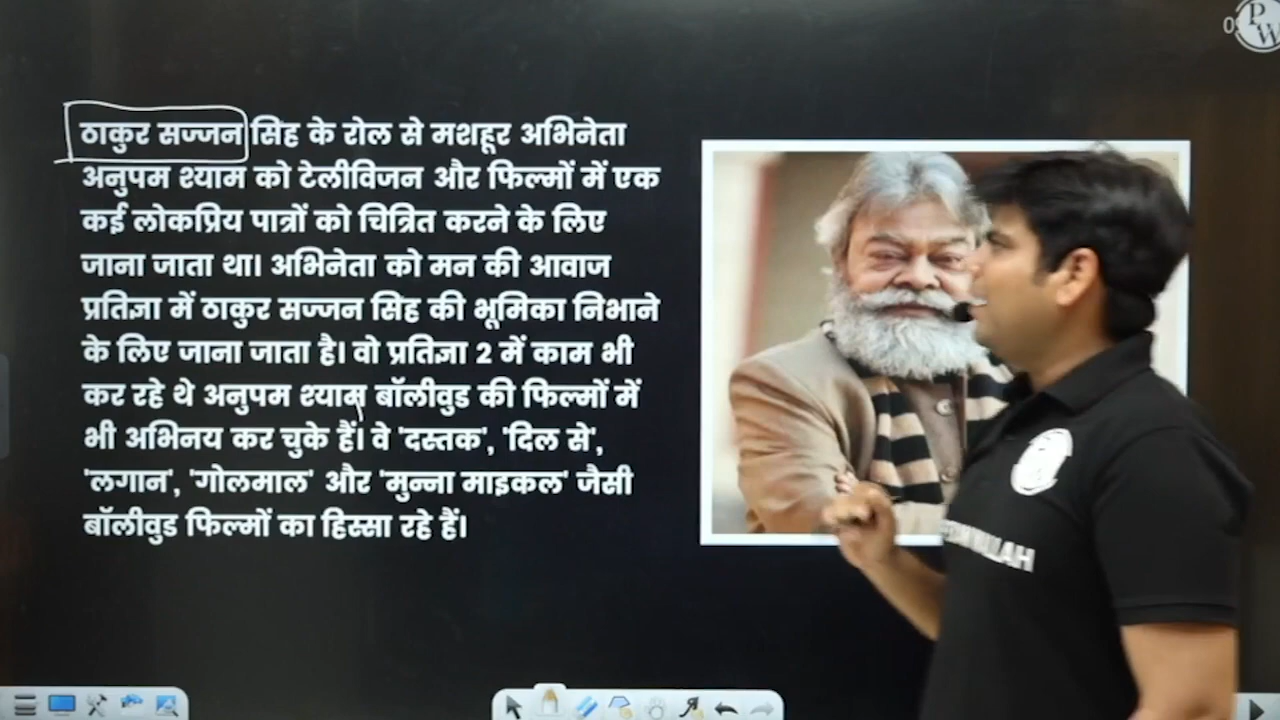 PW
ठाकुर सज्जन सिंह के रोल से मशहूर अभिनेता
अनुपम श्याम को टेलीविजन और फिल्मों में एक
कई लोकप्रिय पात्रों को चित्रित करने के लिए
जाना जाता था। अभिनेता को मन की आवाज
प्रतिज्ञा में ठाकुर सज्जन सिंह की भूमिका निभाने
के लिए जाना जाता है। वो प्रतिज्ञा 2 में काम भी
कर रहे थे अनुपम श्याम बॉलीवुड की फिल्मों में
भी अभिनय कर चुके हैं। वे 'दस्तक', 'दिल से',
'लगान', 'गोलमाल' और 'मुन्ना माइकल' जैसी
बॉलीवुड फिल्मों का हिस्सा रहे हैं।